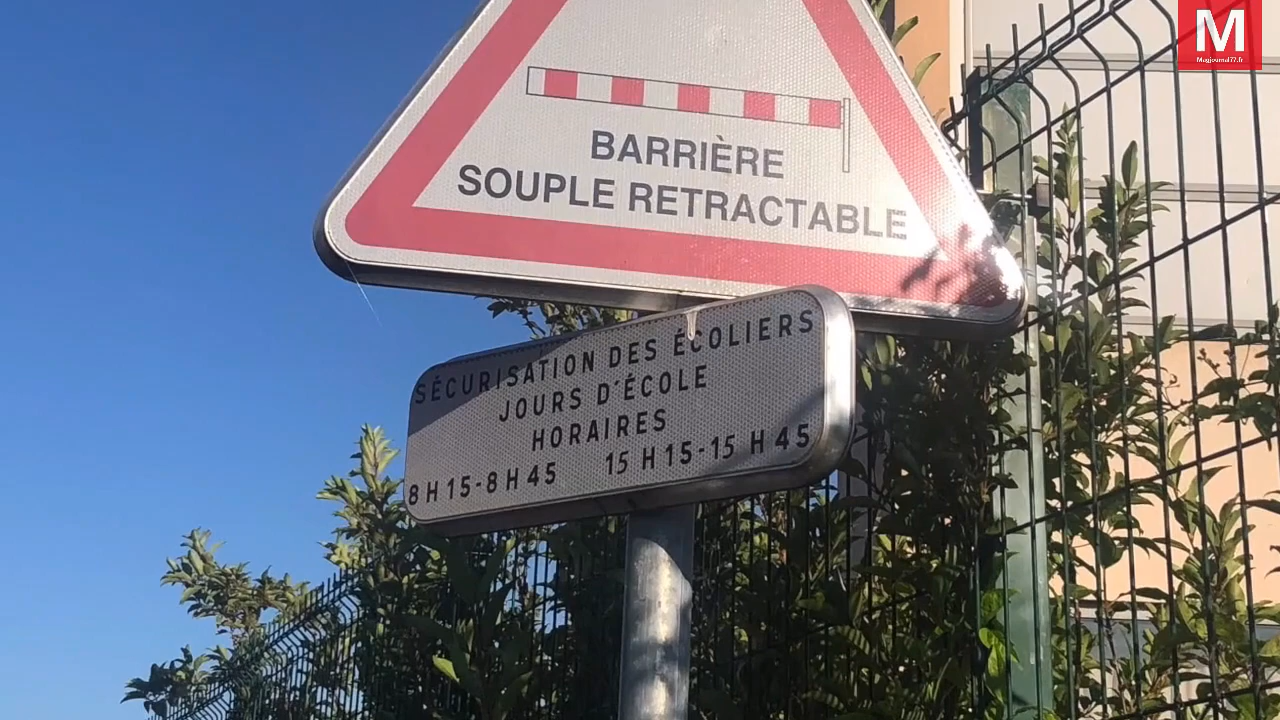 M
Magjournal77.fr
BARRIÈRE
SOUPLE RETRACTABLE
SÉCURISATION DES ÉCOLIERS
JOURS D'ÉCOLE
HORAIRES
8 H 15-8 H 45 15 H 15-15 H 45